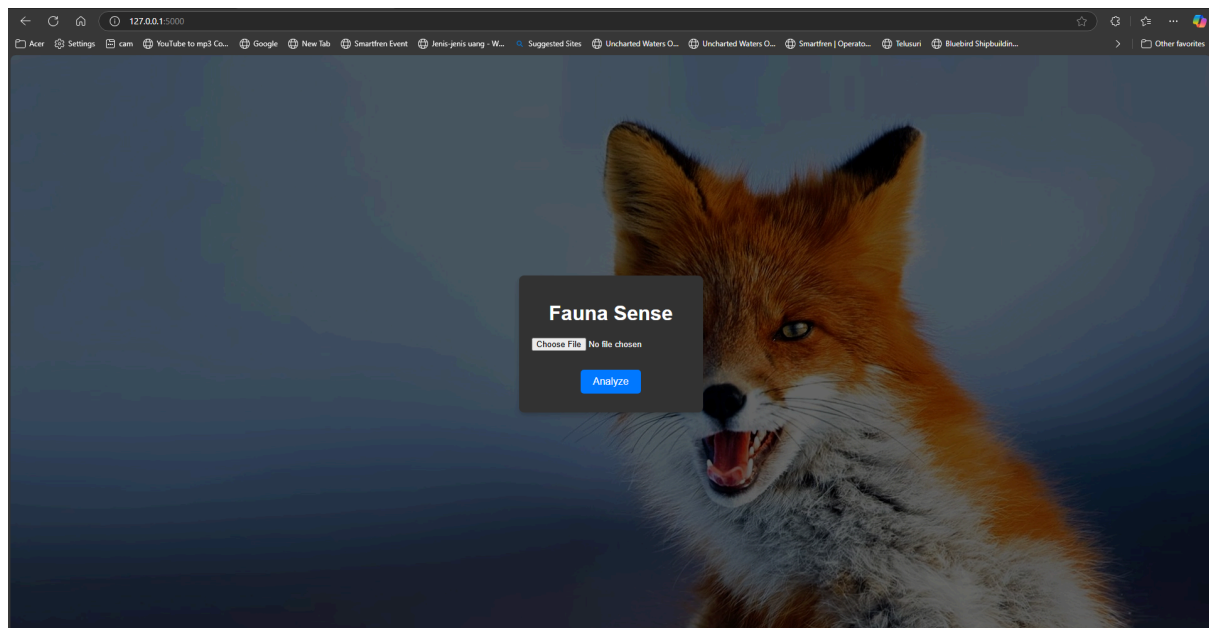 127.0.0.1:5000
Acer Settings cam YouTube to mp3 Co... Google New Tab Smartfren Event Jenis-jenis uang - W... Suggested Sites Uncharted Waters O... Uncharted Waters O... Smartfren | Operato... Telusuri Bluebird Shipbuildin... Other favorites
Fauna Sense
Choose File No file chosen
Analyze